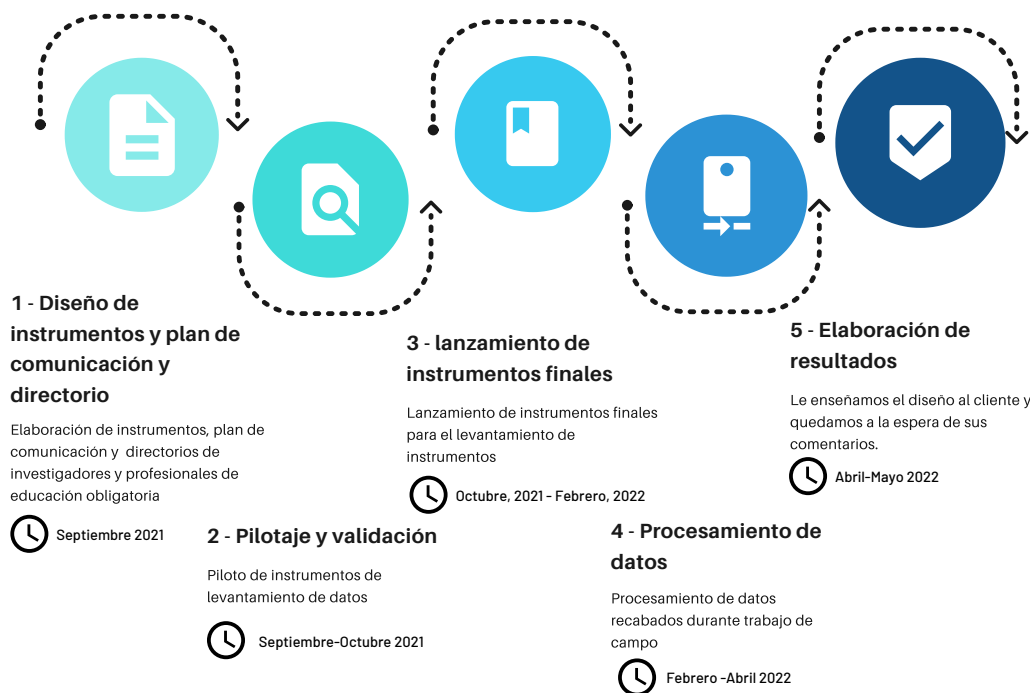 1 - Diseño de
instrumentos y plan de
comunicación y
directorio
Elaboración de instrumentos, plan de
comunicación y directorios de
investigadores y profesionales de
educación obligatoria
Septiembre 2021
2 - Pilotaje y validación
Piloto de instrumentos de
levantamiento de datos
Septiembre-Octubre 2021
3 - lanzamiento de
instrumentos finales
Lanzamiento de instrumentos finales
para el levantamiento de
instrumentos
Octubre, 2021 - Febrero, 2022
4 - Procesamiento de
datos
Procesamiento de datos
recabados durante trabajo de
campo
Febrero -Abril 2022
5 - Elaboración de
resultados
Le enseñamos el diseño al cliente y
quedamos a la espera de sus
comentarios.
Abril-Mayo 2022